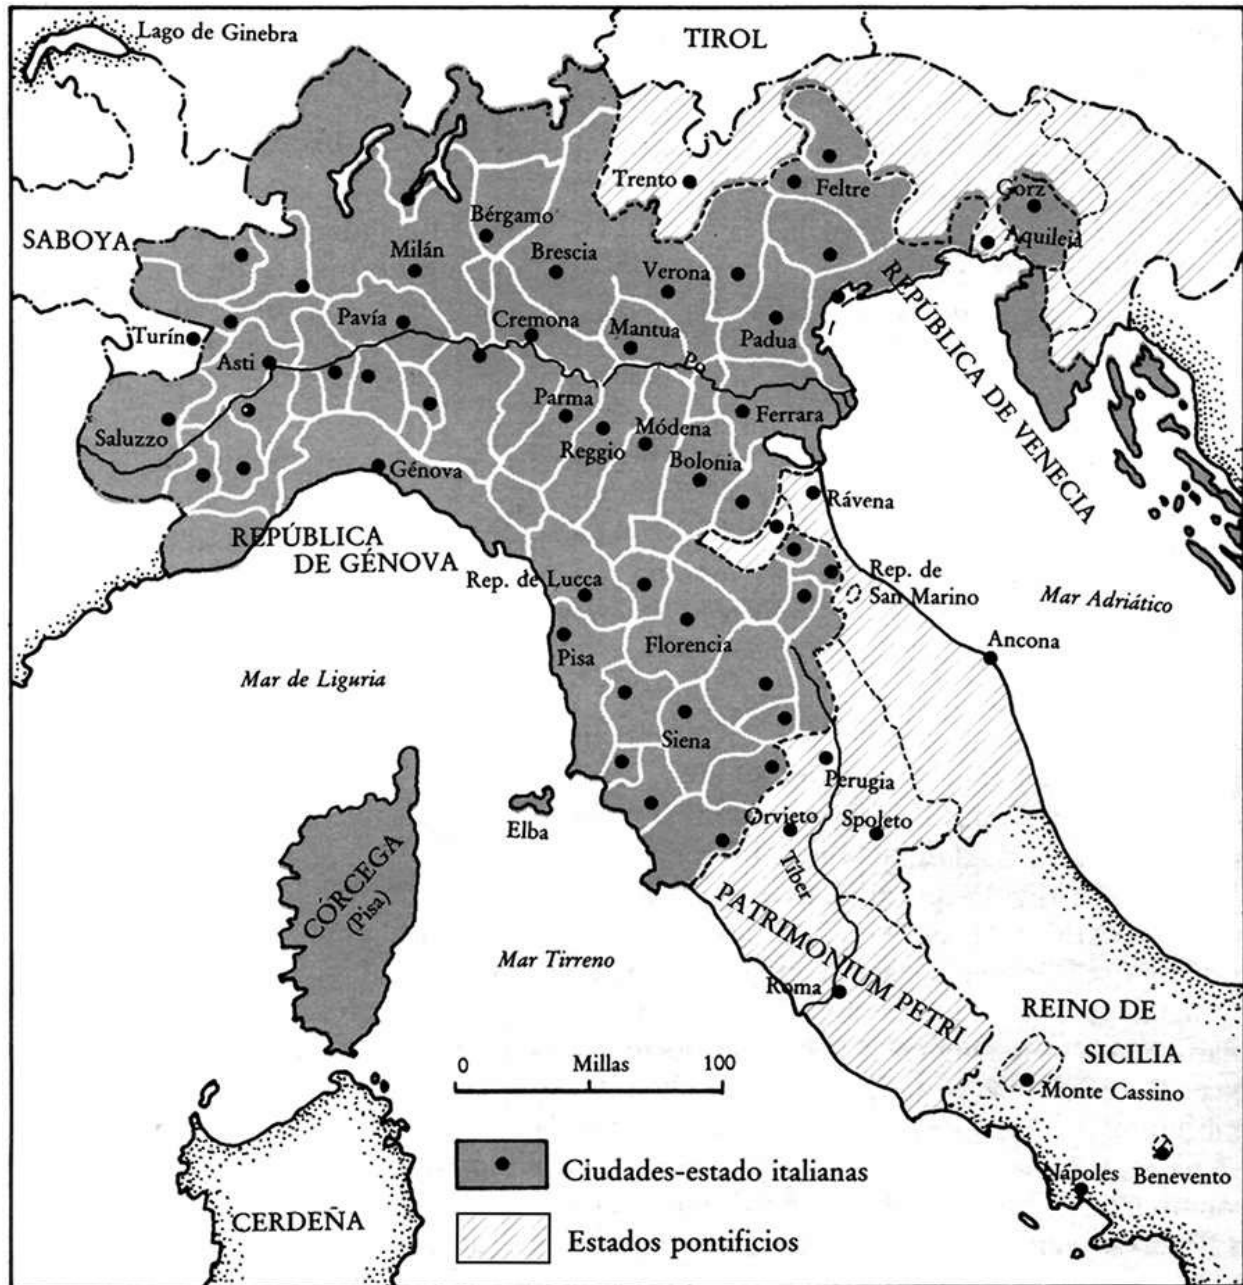 Lago de Ginebra
TIROL
Trento
Feltre
Gorz
Aquileja
SABOYA
Bérgamo
Milán
Brescia
Verona
REPÚBLICA DE VENECIA
Turín
Pavía
Cremona
Mantua
Padua
Asti
Po
Parma
Ferrara
Saluzzo
Reggio
Módena
Bolonia
Génova
Rávena
REPÚBLICA
DE GÉNOVA
Rep. de Lucca
Rep. de
San Marino
Mar Adriático
Florencia
Ancona
Pisa
Mar de Liguria
Siena
Perugia
Elba
Orvieto
Spoleto
Tíber
CÓRCEGA
(Pisa)
PATRIMONIUM PETRI
Mar Tirreno
Roma
REINO DE
SICILIA
0 Millas 100
Monte Cassino
Ciudades-estado italianas
Nápoles
Benevento
CERDEÑA
Estados pontificios